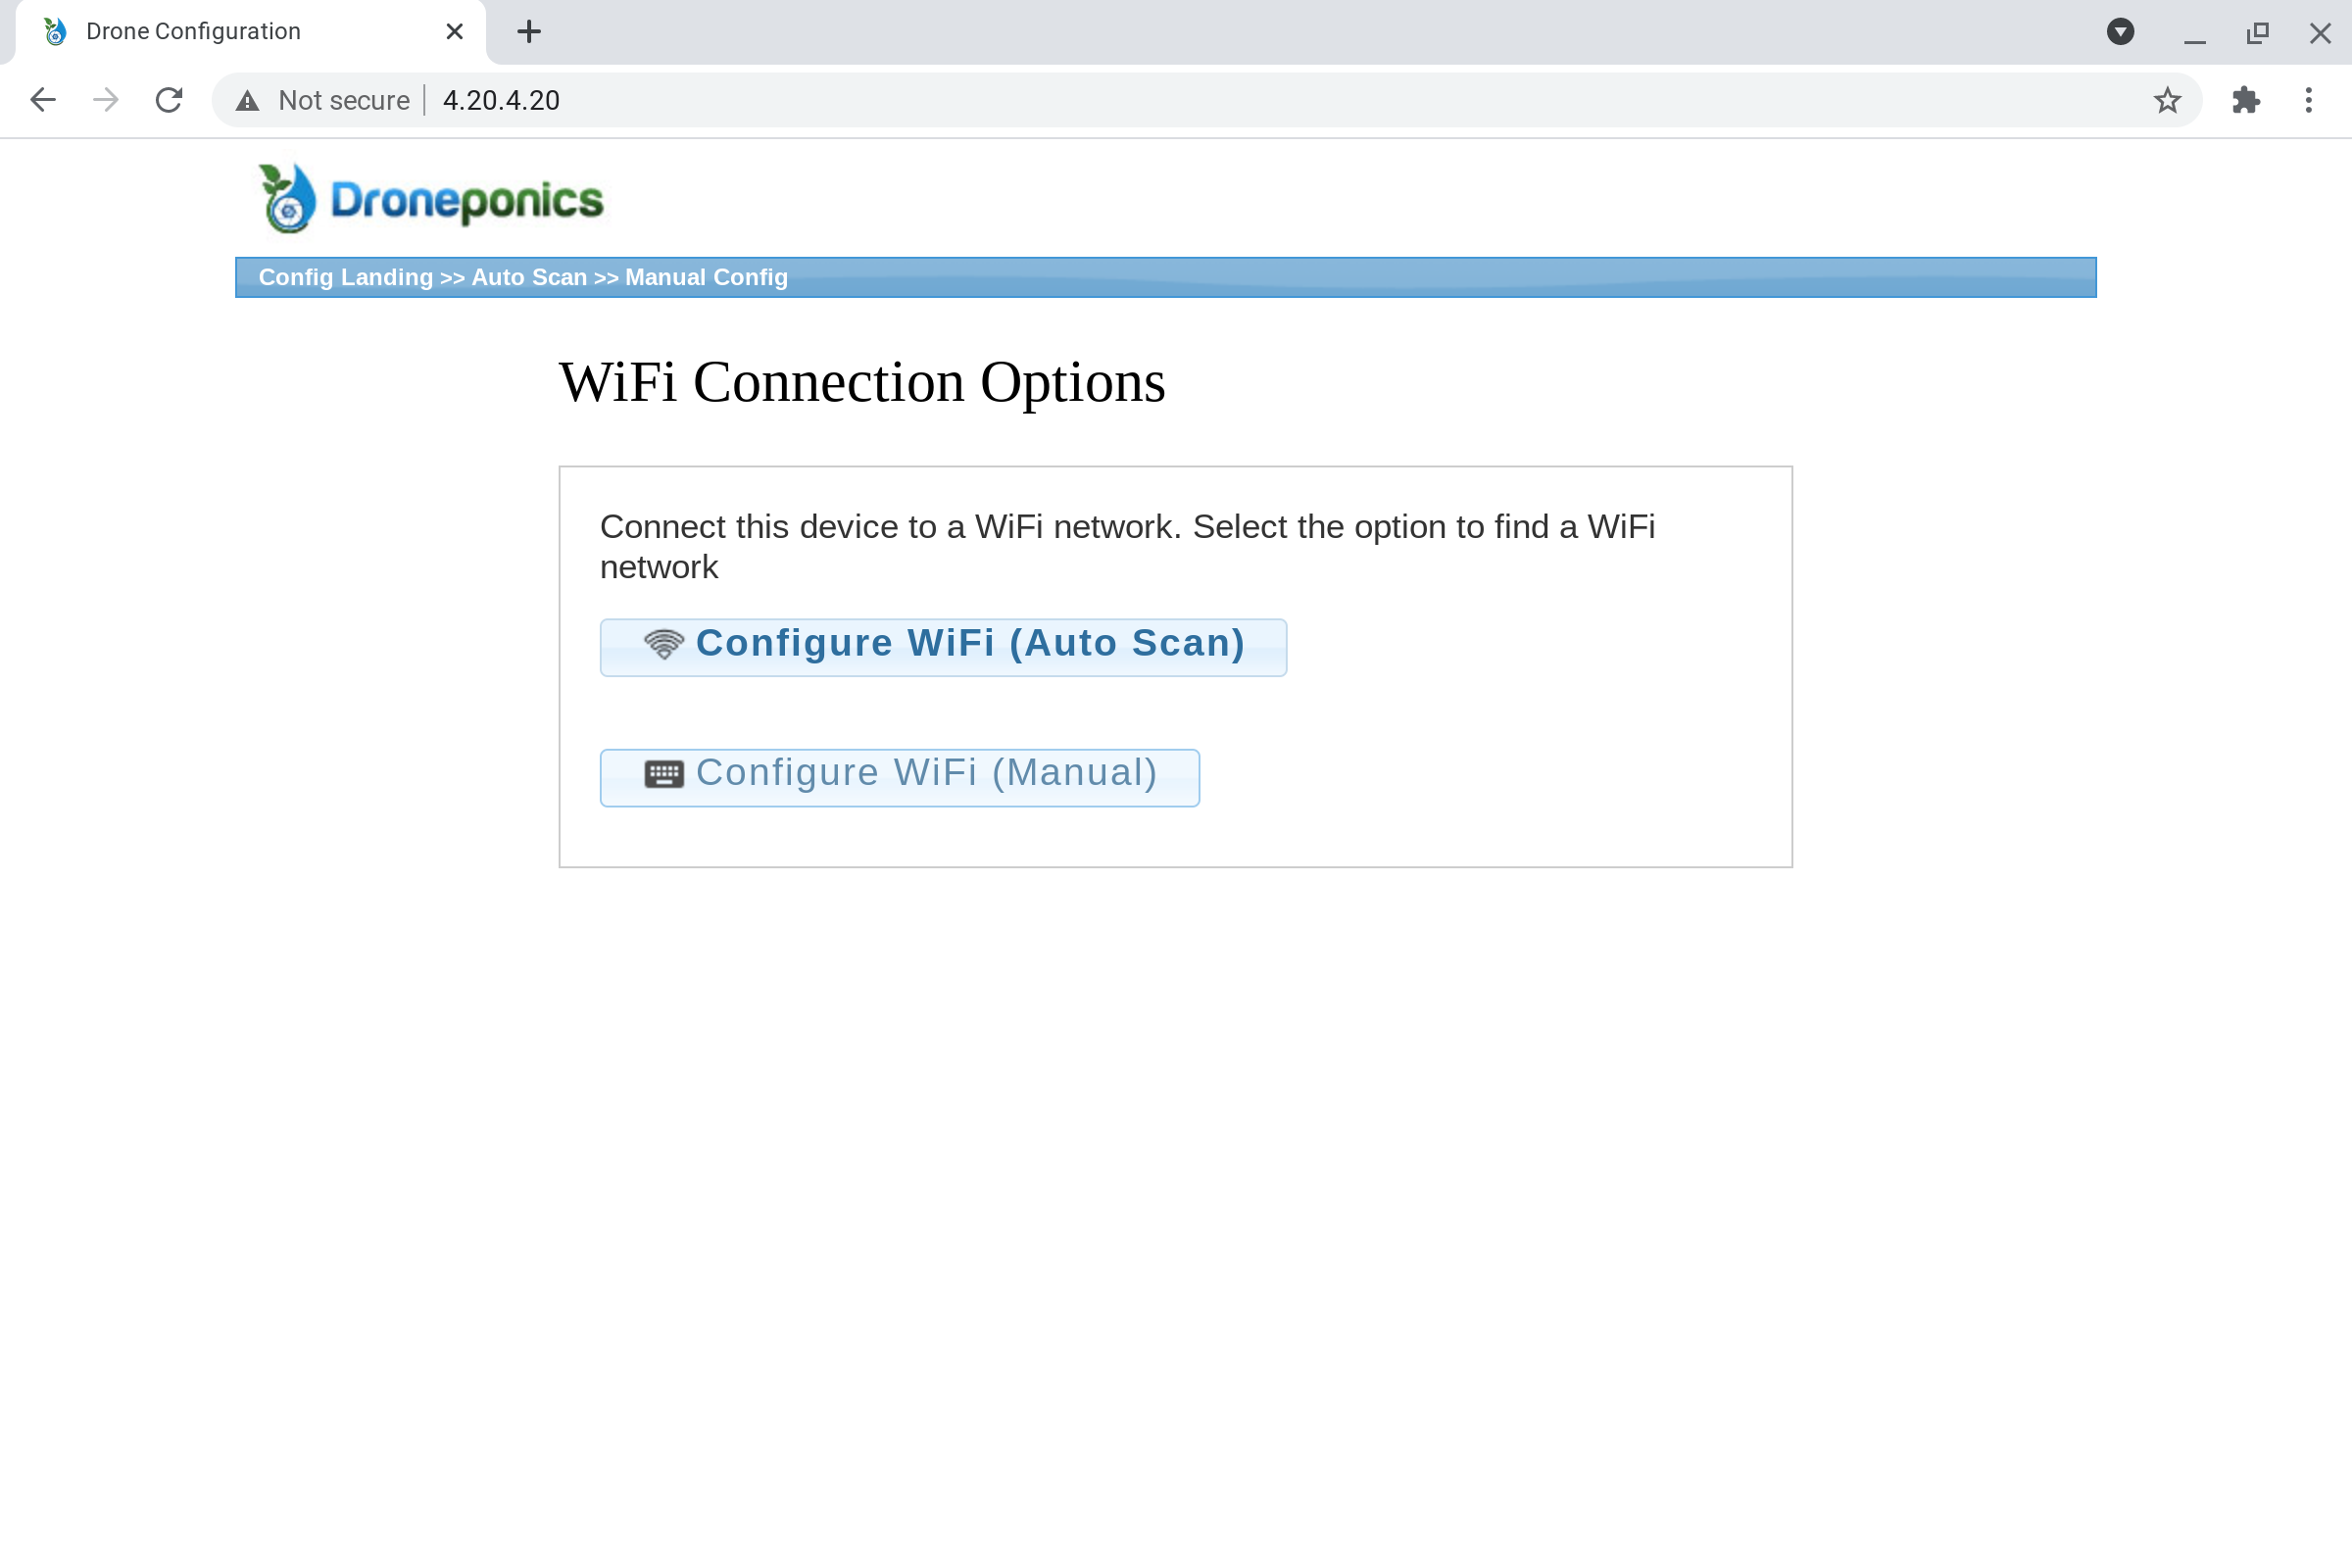 Drone Configuration
Not secure 4.20.4.20
Droneponics
Config Landing >> Auto Scan >> Manual Config
WiFi Connection Options
Connect this device to a WiFi network. Select the option to find a WiFi
network
Configure WiFi (Auto Scan)
Configure WiFi (Manual)